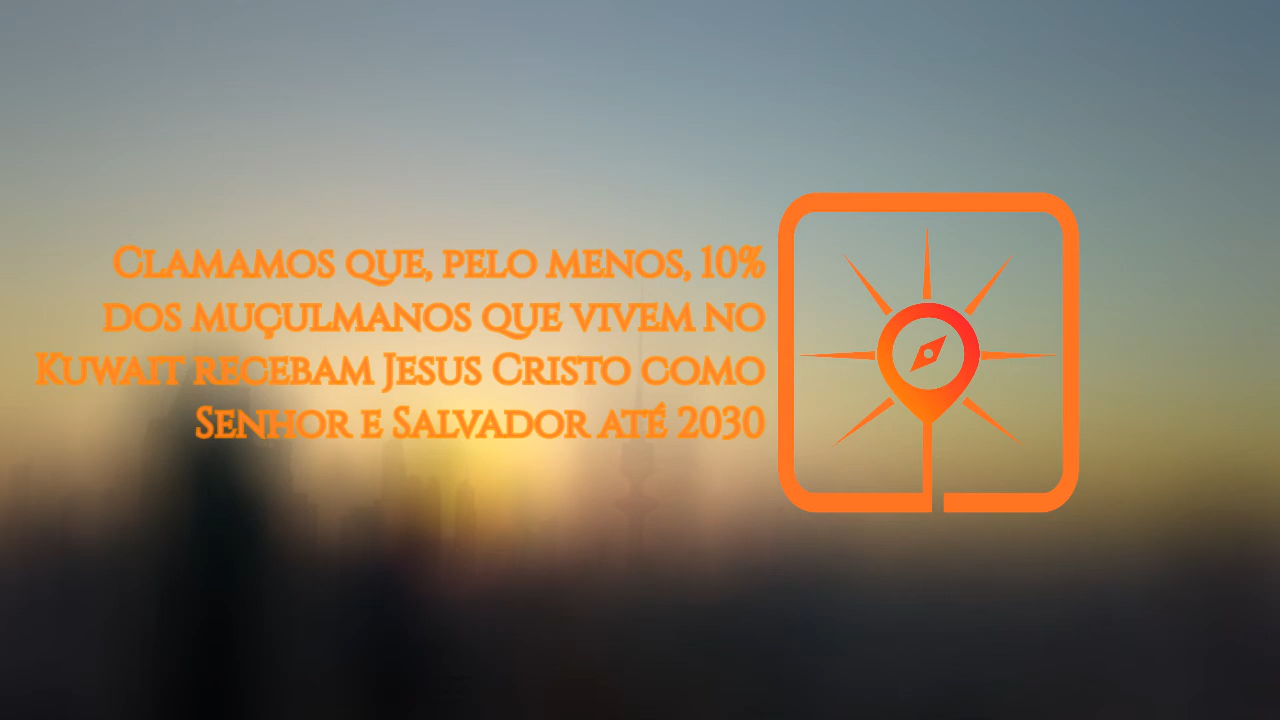 Clamamos que, pelo menos, 10%
dos muçulmanos que vivem no
Kuwait recebam Jesus Cristo como
Senhor e Salvador até 2030